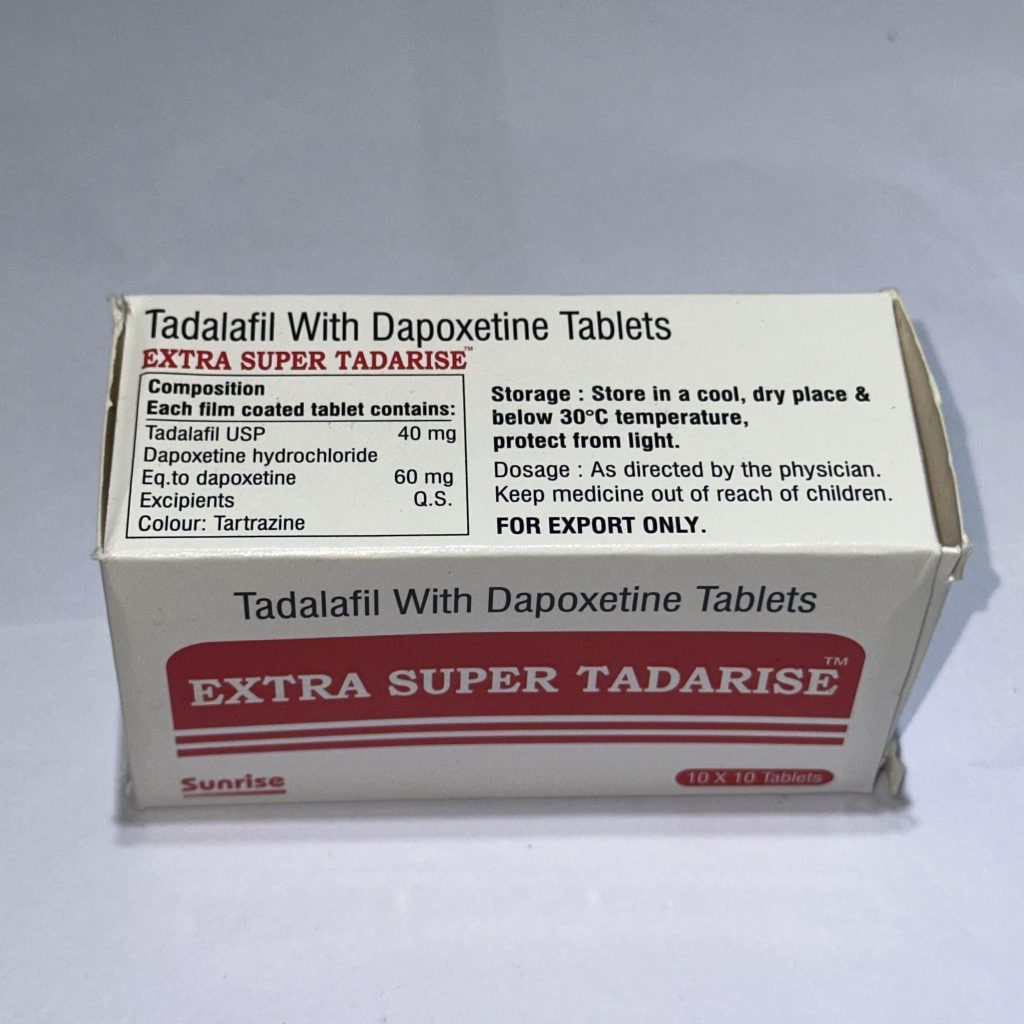 Tadalafil With Dapoxetine Tablets
EXTRA SUPER TADARISE™
Composition
Each film coated tablet contains:
Tadalafil USP 40 mg
Dapoxetine hydrochloride
Eq.to dapoxetine 60 mg
Excipients Q.S.
Colour: Tartrazine
Storage : Store in a cool, dry place &
below 30°C temperature,
protect from light.
Dosage : As directed by the physician.
Keep medicine out of reach of children.
FOR EXPORT ONLY.
Tadalafil With Dapoxetine Tablets
EXTRA SUPER TADARISE™
Sunrise
10 X 10 Tablets